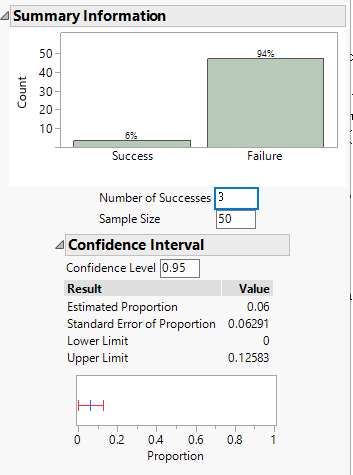 Summary Information
50
40
30
20
10
Count
6%
94%
Success Failure
Number of Successes 3
Sample Size 50
Confidence Interval
Confidence Level 0.95
Result Value
Estimated Proportion 0.06
Standard Error of Proportion 0.06291
Lower Limit 0
Upper Limit 0.12583
0 0.2 0.4 0.6 0.8 1
Proportion